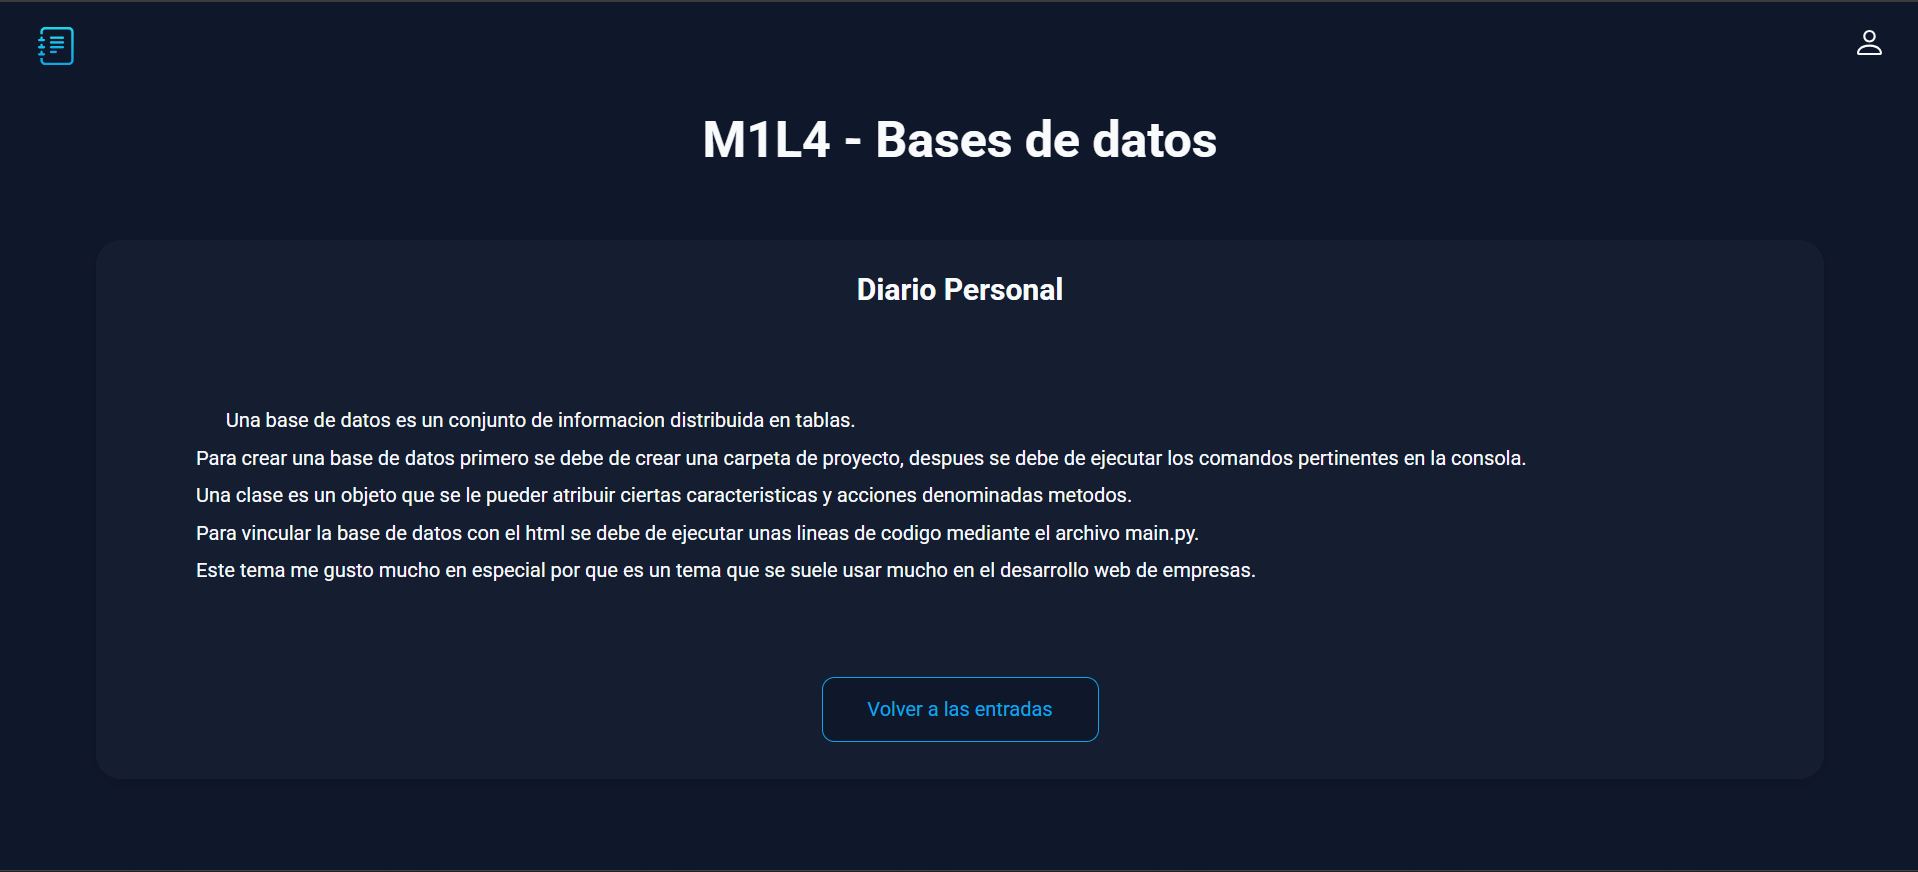 M1L4 - Bases de datos
Diario Personal
Una base de datos es un conjunto de informacion distribuida en tablas.
Para crear una base de datos primero se debe de crear una carpeta de proyecto, despues se debe de ejecutar los comandos pertinentes en la consola.
Una clase es un objeto que se le pueder atribuir ciertas caracteristicas y acciones denominadas metodos.
Para vincular la base de datos con el html se debe de ejecutar unas lineas de codigo mediante el archivo main.py.
Este tema me gusto mucho en especial por que es un tema que se suele usar mucho en el desarrollo web de empresas.
Volver a las entradas